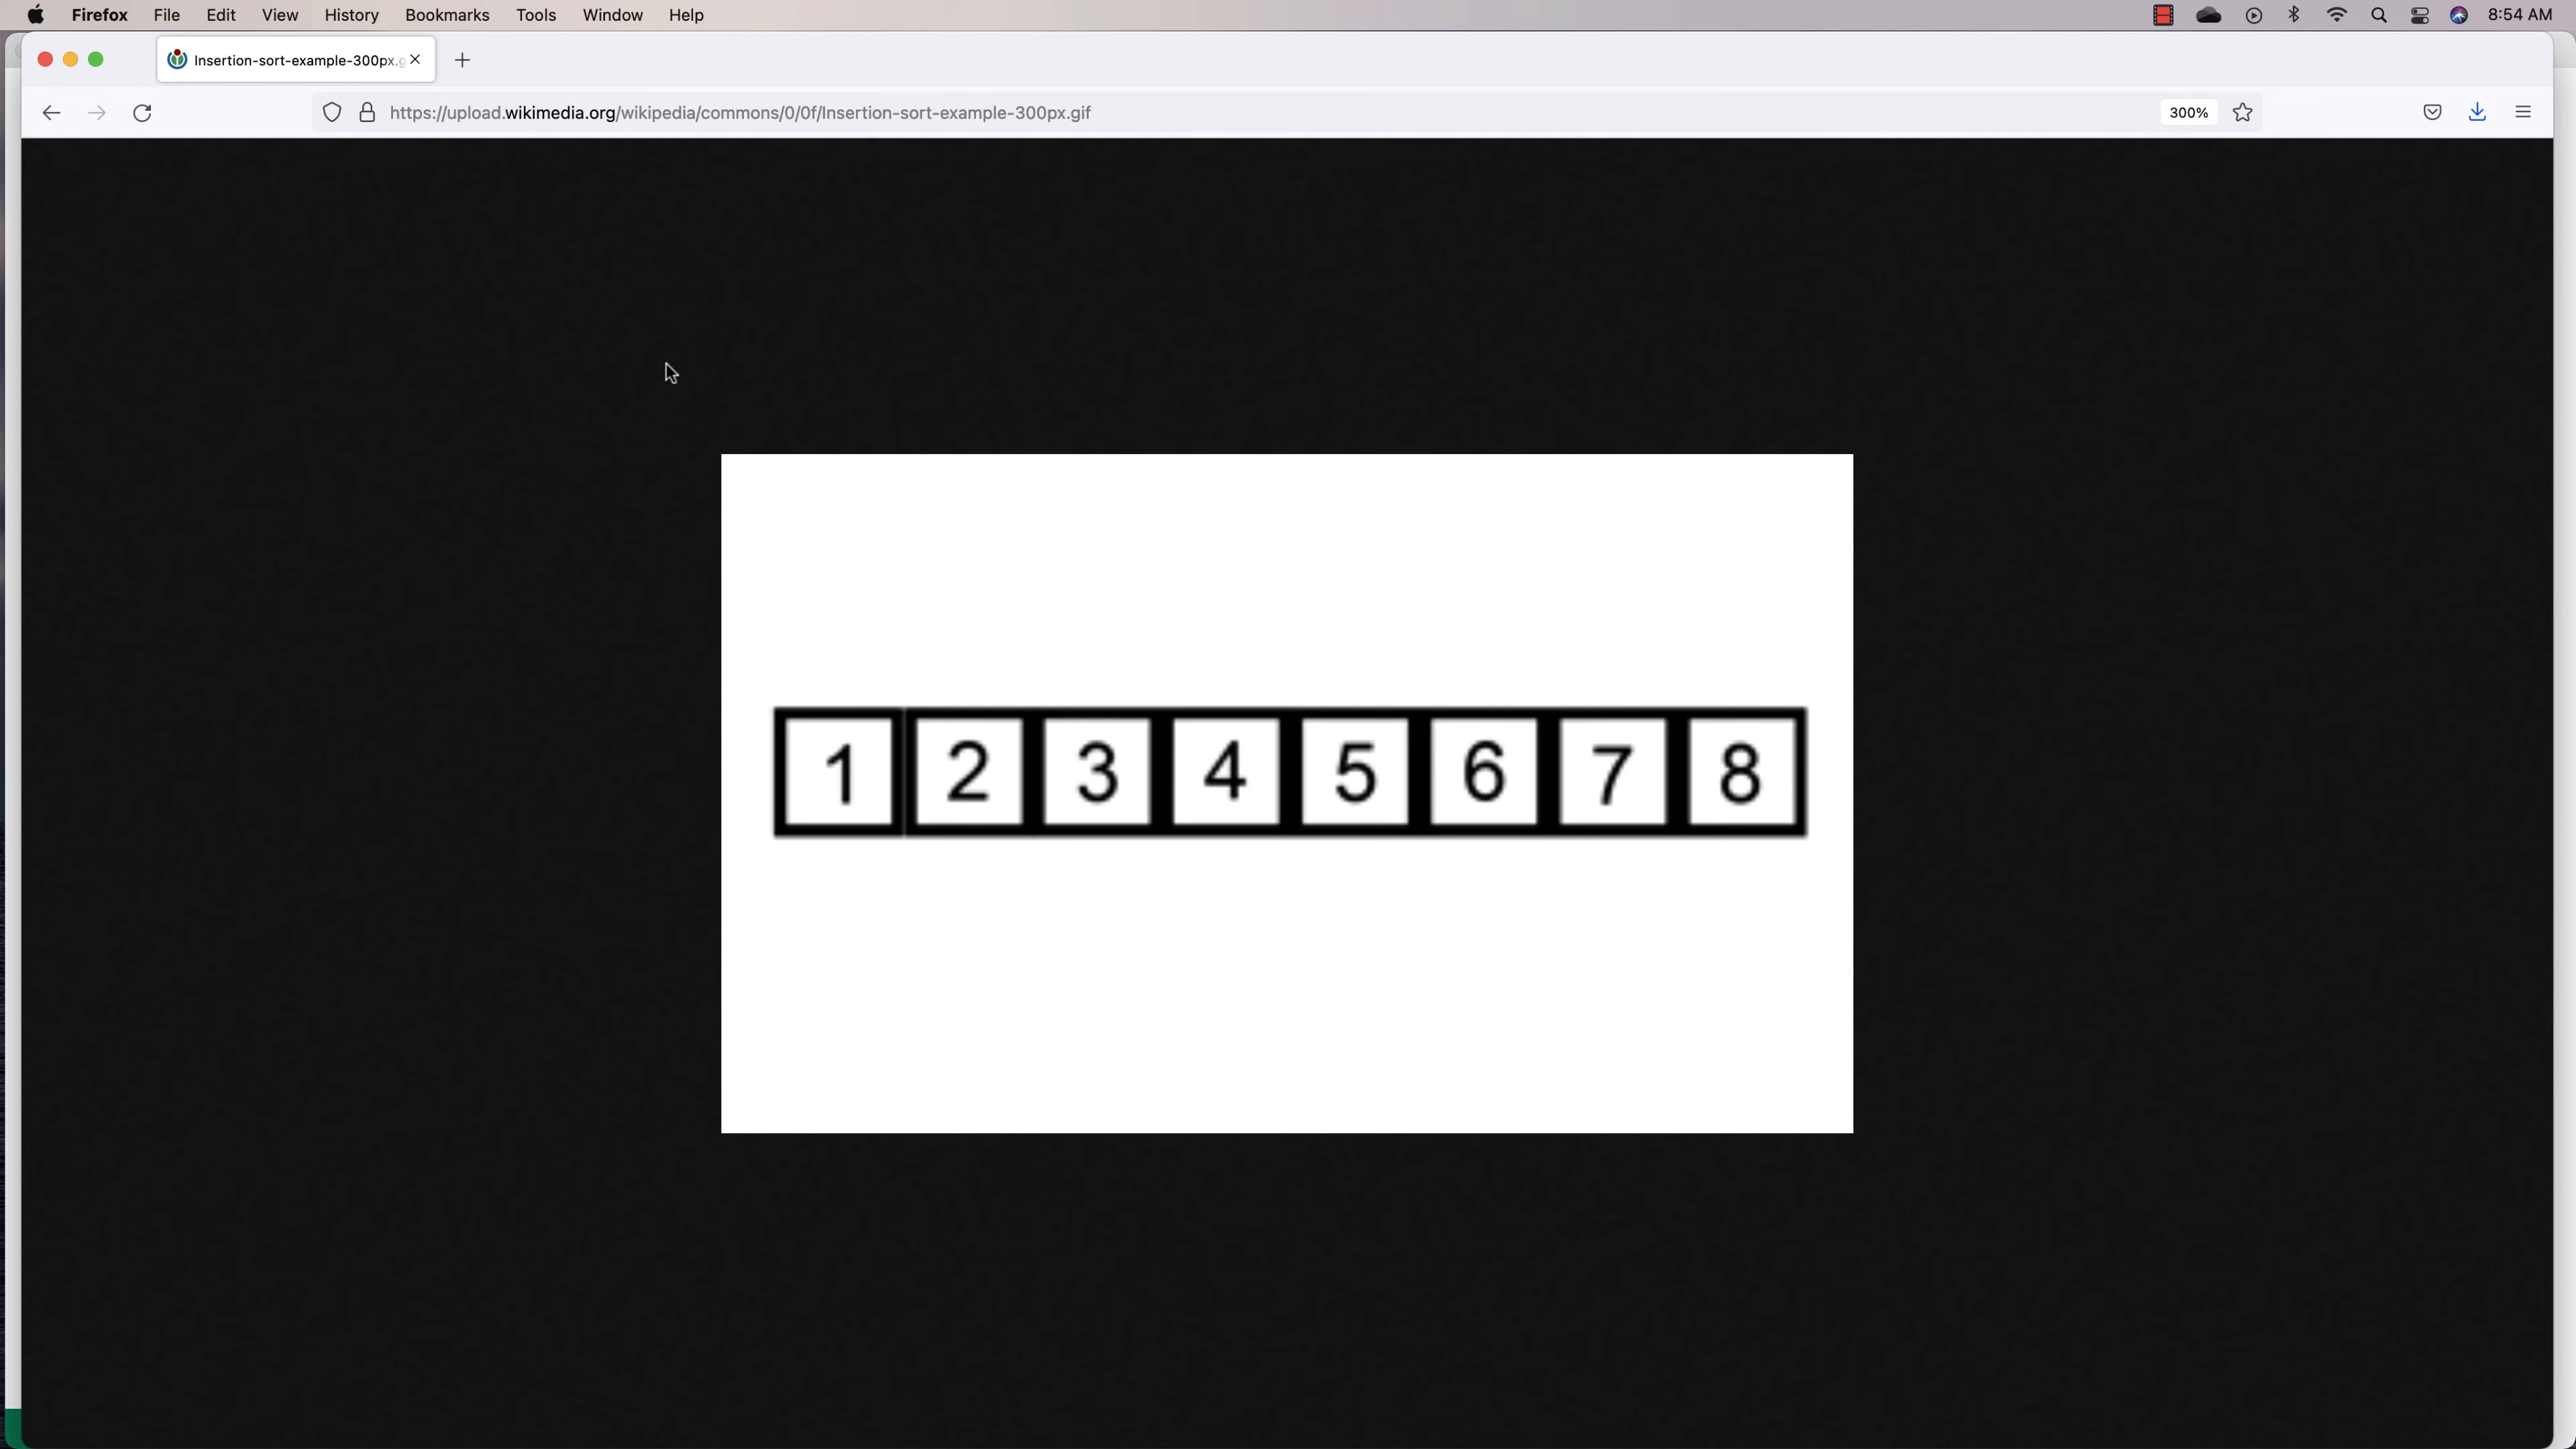 Firefox File Edit View History Bookmarks Tools Window Help 8:54 AM
Insertion-sort-example-300px.g
https://upload.wikimedia.org/wikipedia/commons/0/0f/Insertion-sort-example-300px.gif 300%
1 2 3 4 5 6 7 8